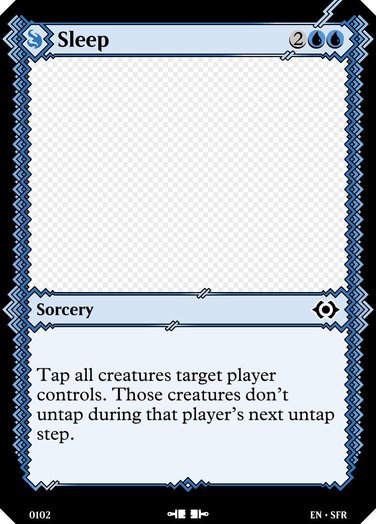 Sleep 2
Sorcery
Tap all creatures target player
controls. Those creatures don’t
untap during that player’s next untap
step.
0102 EN • SFR